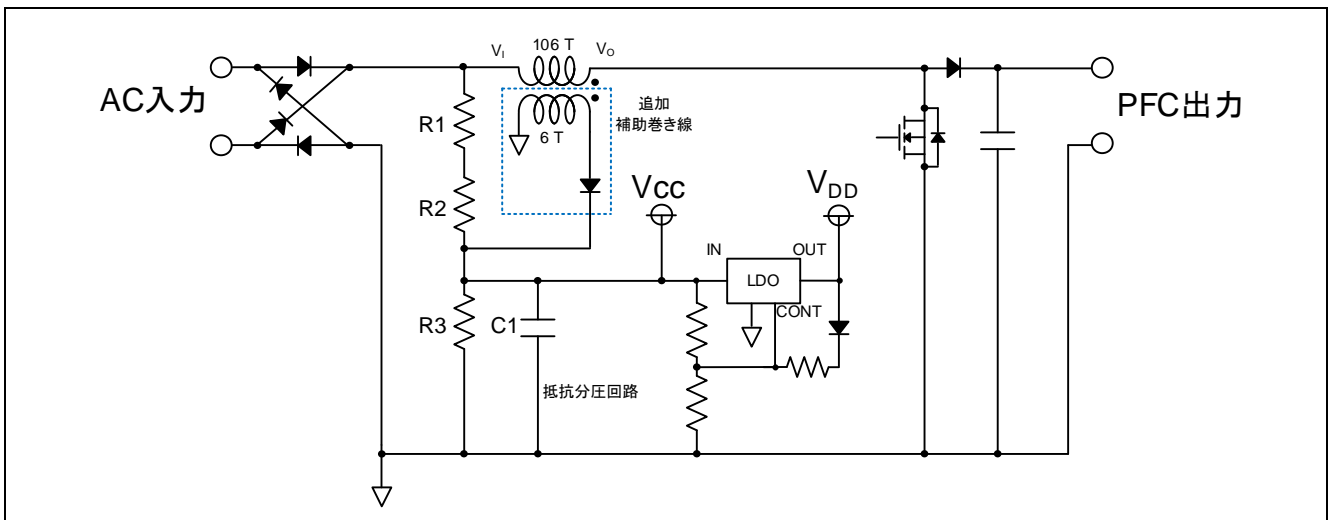 V_I 106 T V_O
AC入力
追加
補助巻き線
6 T
PFC出力
R1
R2
Vcc
V_DD
IN OUT
LDO
CONT
R3
C1
抵抗分圧回路